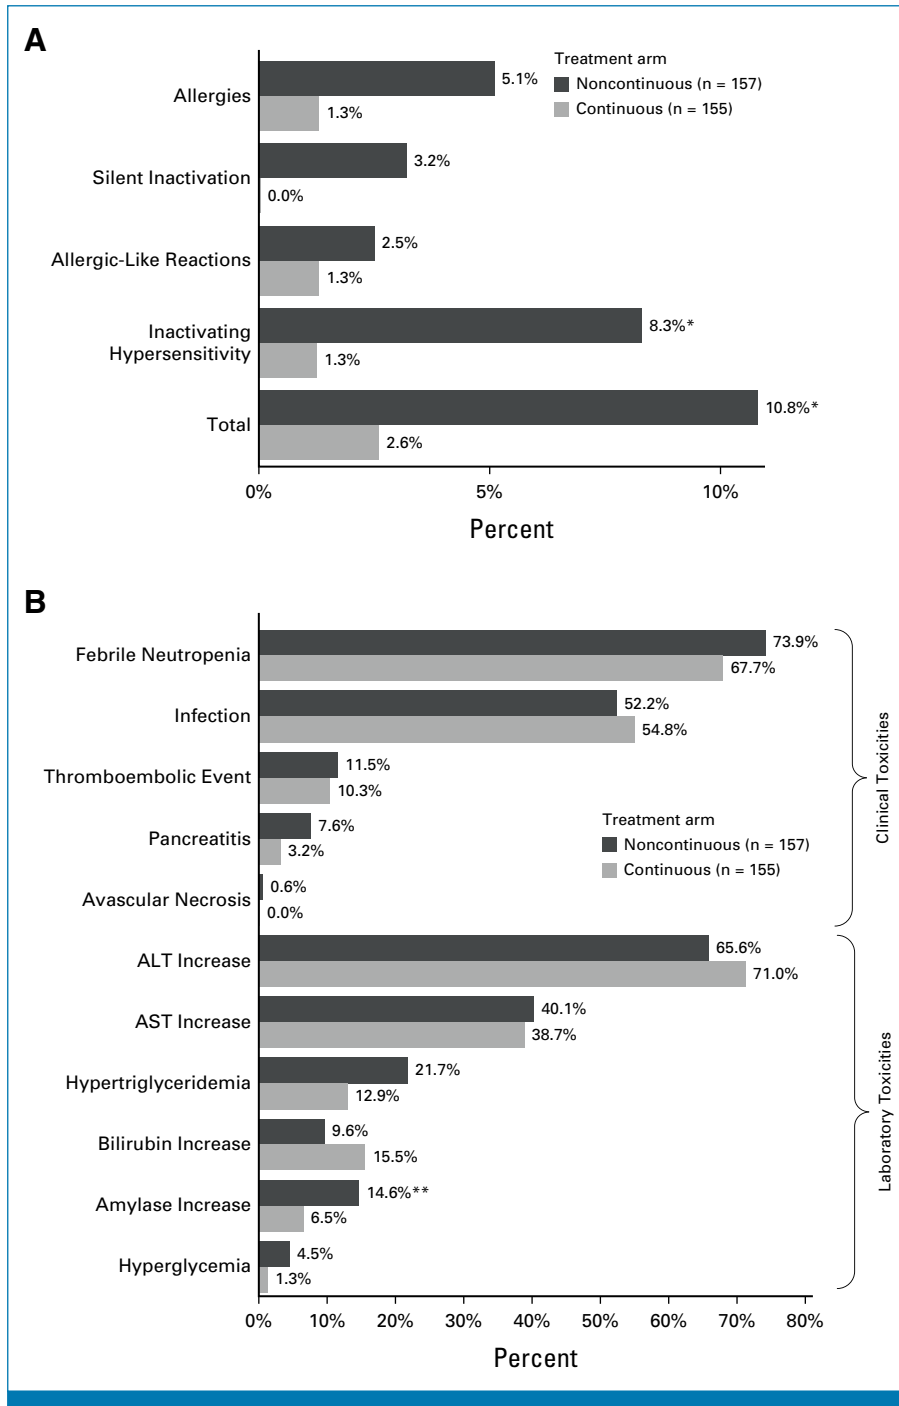 A
Treatment arm
Noncontinuous (n = 157)
Continuous (n = 155)
Allergies
5.1%
1.3%
Silent Inactivation
3.2%
0.0%
Allergic-Like Reactions
2.5%
1.3%
Inactivating
Hypersensitivity
8.3%*
1.3%
Total
10.8%*
2.6%
0% 5% 10%
Percent
B
Febrile Neutropenia
73.9%
67.7%
Infection
52.2%
54.8%
Thromboembolic Event
11.5%
10.3%
Pancreatitis
7.6%
3.2%
Avascular Necrosis
0.6%
0.0%
Treatment arm
Noncontinuous (n = 157)
Continuous (n = 155)
Clinical Toxicities
ALT Increase
65.6%
71.0%
AST Increase
40.1%
38.7%
Hypertriglyceridemia
21.7%
12.9%
Bilirubin Increase
9.6%
15.5%
Amylase Increase
14.6%**
6.5%
Hyperglycemia
4.5%
1.3%
Laboratory Toxicities
0% 10% 20% 30% 40% 50% 60% 70% 80%
Percent